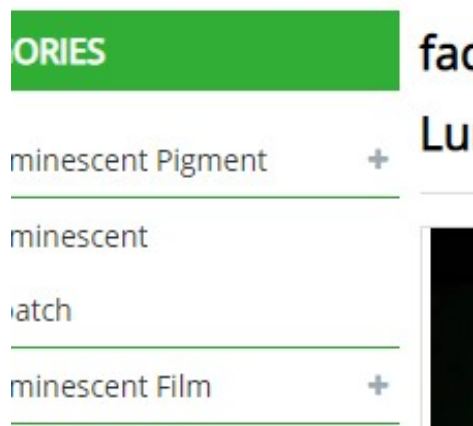 ORIES
minescent Pigment
minescent
atch
minescent Film
fac
Lu